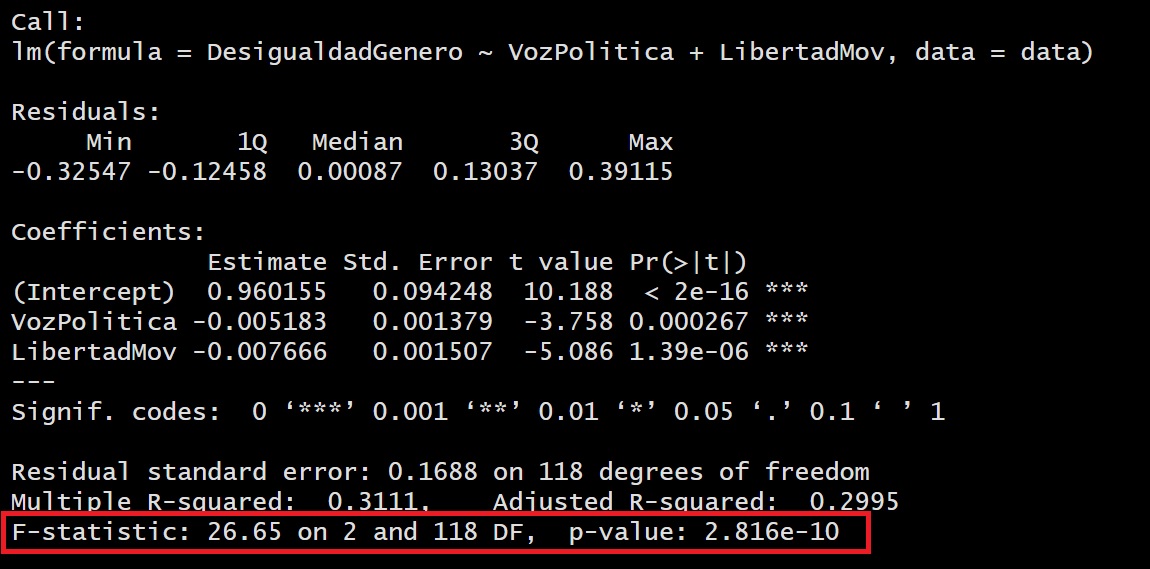 Call:
lm(formula = DesigualdadGenero ~ VozPolitica + LibertadMov, data = data)
Residuals:
Min 1Q Median 3Q Max
-0.32547 -0.12458 0.00087 0.13037 0.39115
Coefficients:
Estimate Std. Error t value Pr(>|t|)
(Intercept) 0.960155 0.094248 10.188 < 2e-16 ***
VozPolitica -0.005183 0.001379 -3.758 0.000267 ***
LibertadMov -0.007666 0.001507 -5.086 1.39e-06 ***
---
Signif. codes: 0 ‘***’ 0.001 ‘**’ 0.01 ‘*’ 0.05 ‘.’ 0.1 ‘ ’ 1
Residual standard error: 0.1688 on 118 degrees of freedom
Multiple R-squared: 0.3111, Adjusted R-squared: 0.2995
F-statistic: 26.65 on 2 and 118 DF, p-value: 2.816e-10